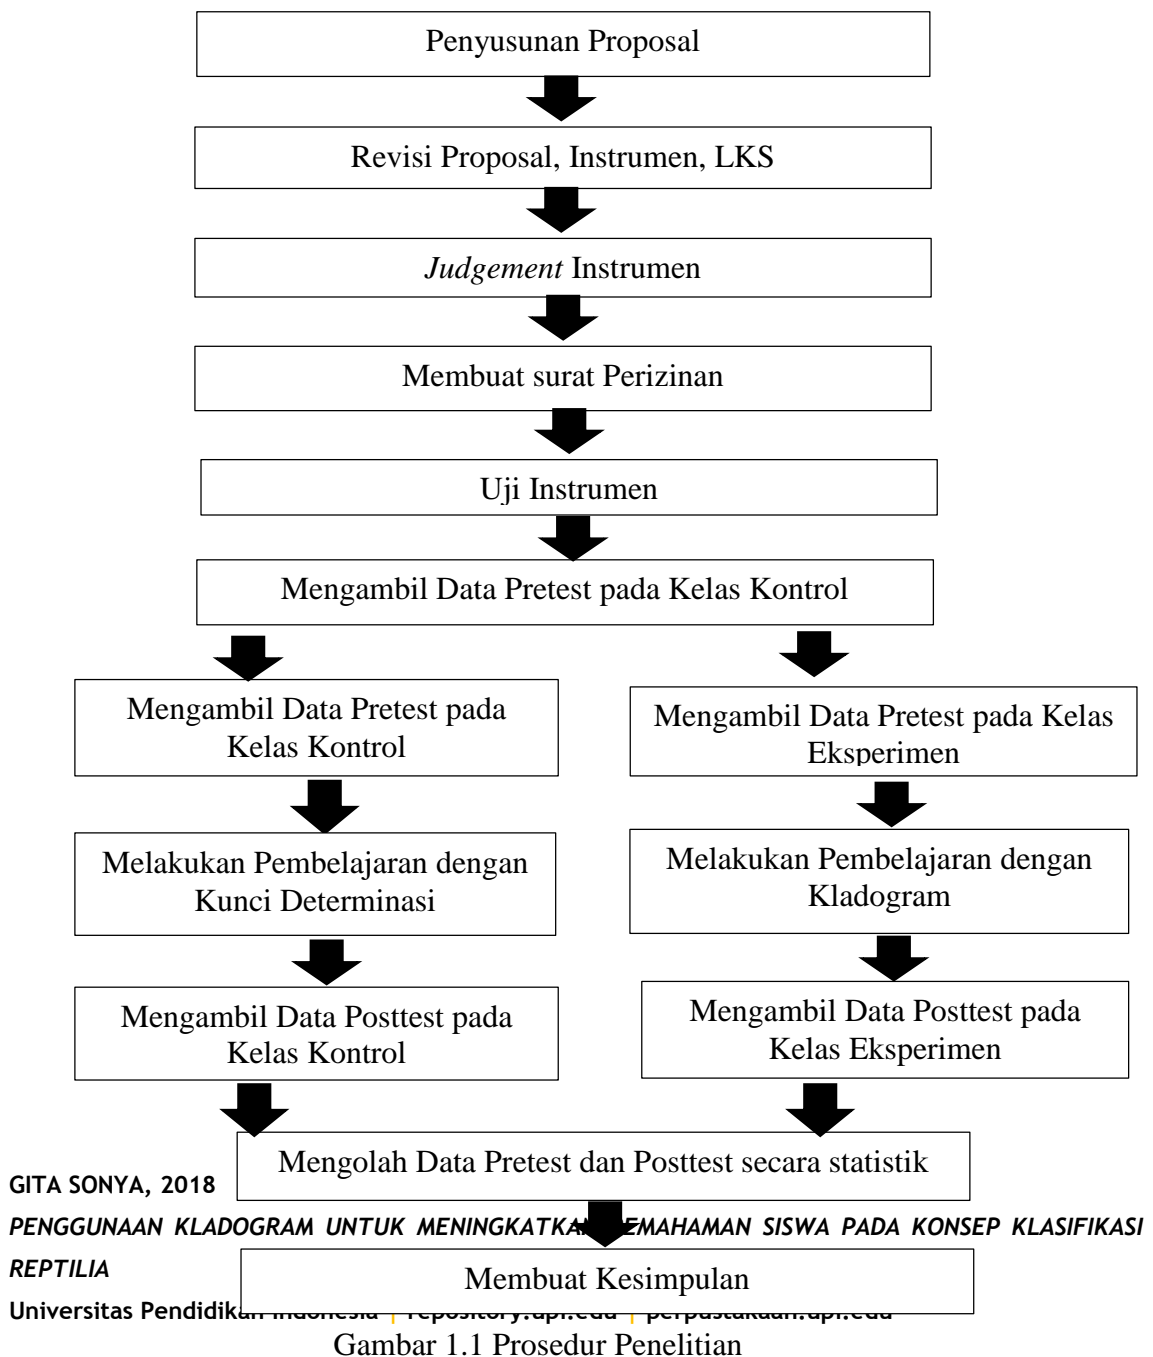 Penyusunan Proposal
Revisi Proposal, Instrumen, LKS
Judgement Instrumen
Membuat surat Perizinan
Uji Instrumen
Mengambil Data Pretest pada Kelas Kontrol
Mengambil Data Pretest pada
Kelas Kontrol
Mengambil Data Pretest pada Kelas
Eksperimen
Melakukan Pembelajaran dengan
Kunci Determinasi
Melakukan Pembelajaran dengan
Kladogram
Mengambil Data Posttest pada
Kelas Kontrol
Mengambil Data Posttest pada
Kelas Eksperimen
Mengolah Data Pretest dan Posttest secara statistik
GITA SONYA, 2018
PENGGUNAAN KLADOGRAM UNTUK MENINGKATKAN PEMAHAMAN SISWA PADA KONSEP KLASIFIKASI
REPTILIA
Membuat Kesimpulan
Universitas Pendidikan Indonesia | repository.upi.edu | perpustakaan.upi.edu
Gambar 1.1 Prosedur Penelitian